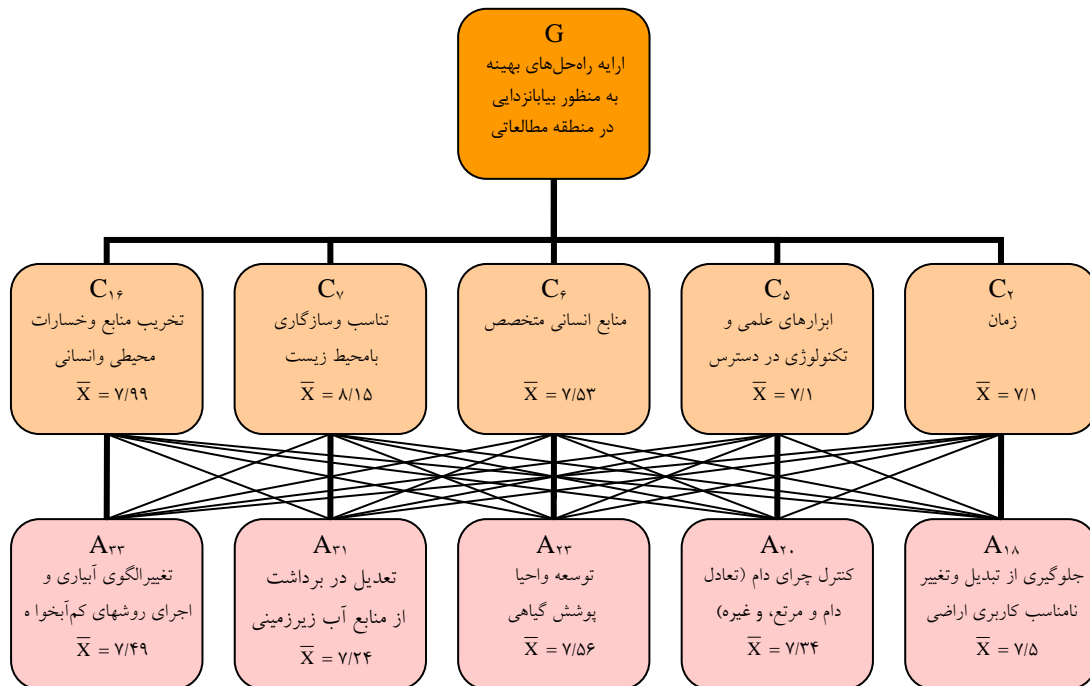 G
ارایه راه‌حل‌های بهینه
به منظور بیابانزدایی
در منطقه مطالعاتی
C۲
زمان
X̄ = ۷/۱
C۵
ابزارهای علمی و
تکنولوژی در دسترس
X̄ = ۷/۱
C۶
منابع انسانی متخصص
X̄ = ۷/۵۳
C۷
تناسب وسازگاری
بامحیط زیست
X̄ = ۸/۱۵
C۱۶
تخریب منابع وخسارات
محیطی وانسانی
X̄ = ۷/۹۹
A۱۸
جلوگیری از تبدیل وتغییر
نامناسب کاربری اراضی
X̄ = ۷/۵
A۲۰
کنترل چرای دام (تعادل
دام و مرتع، و غیره)
X̄ = ۷/۳۴
A۲۳
توسعه واحیا
پوشش گیاهی
X̄ = ۷/۵۶
A۳۱
تعدیل در برداشت
از منابع آب زیرزمینی
X̄ = ۷/۲۴
A۳۳
تغییرالگوی آبیاری و
اجرای روشهای کم‌آبخوا ه
X̄ = ۷/۴۹